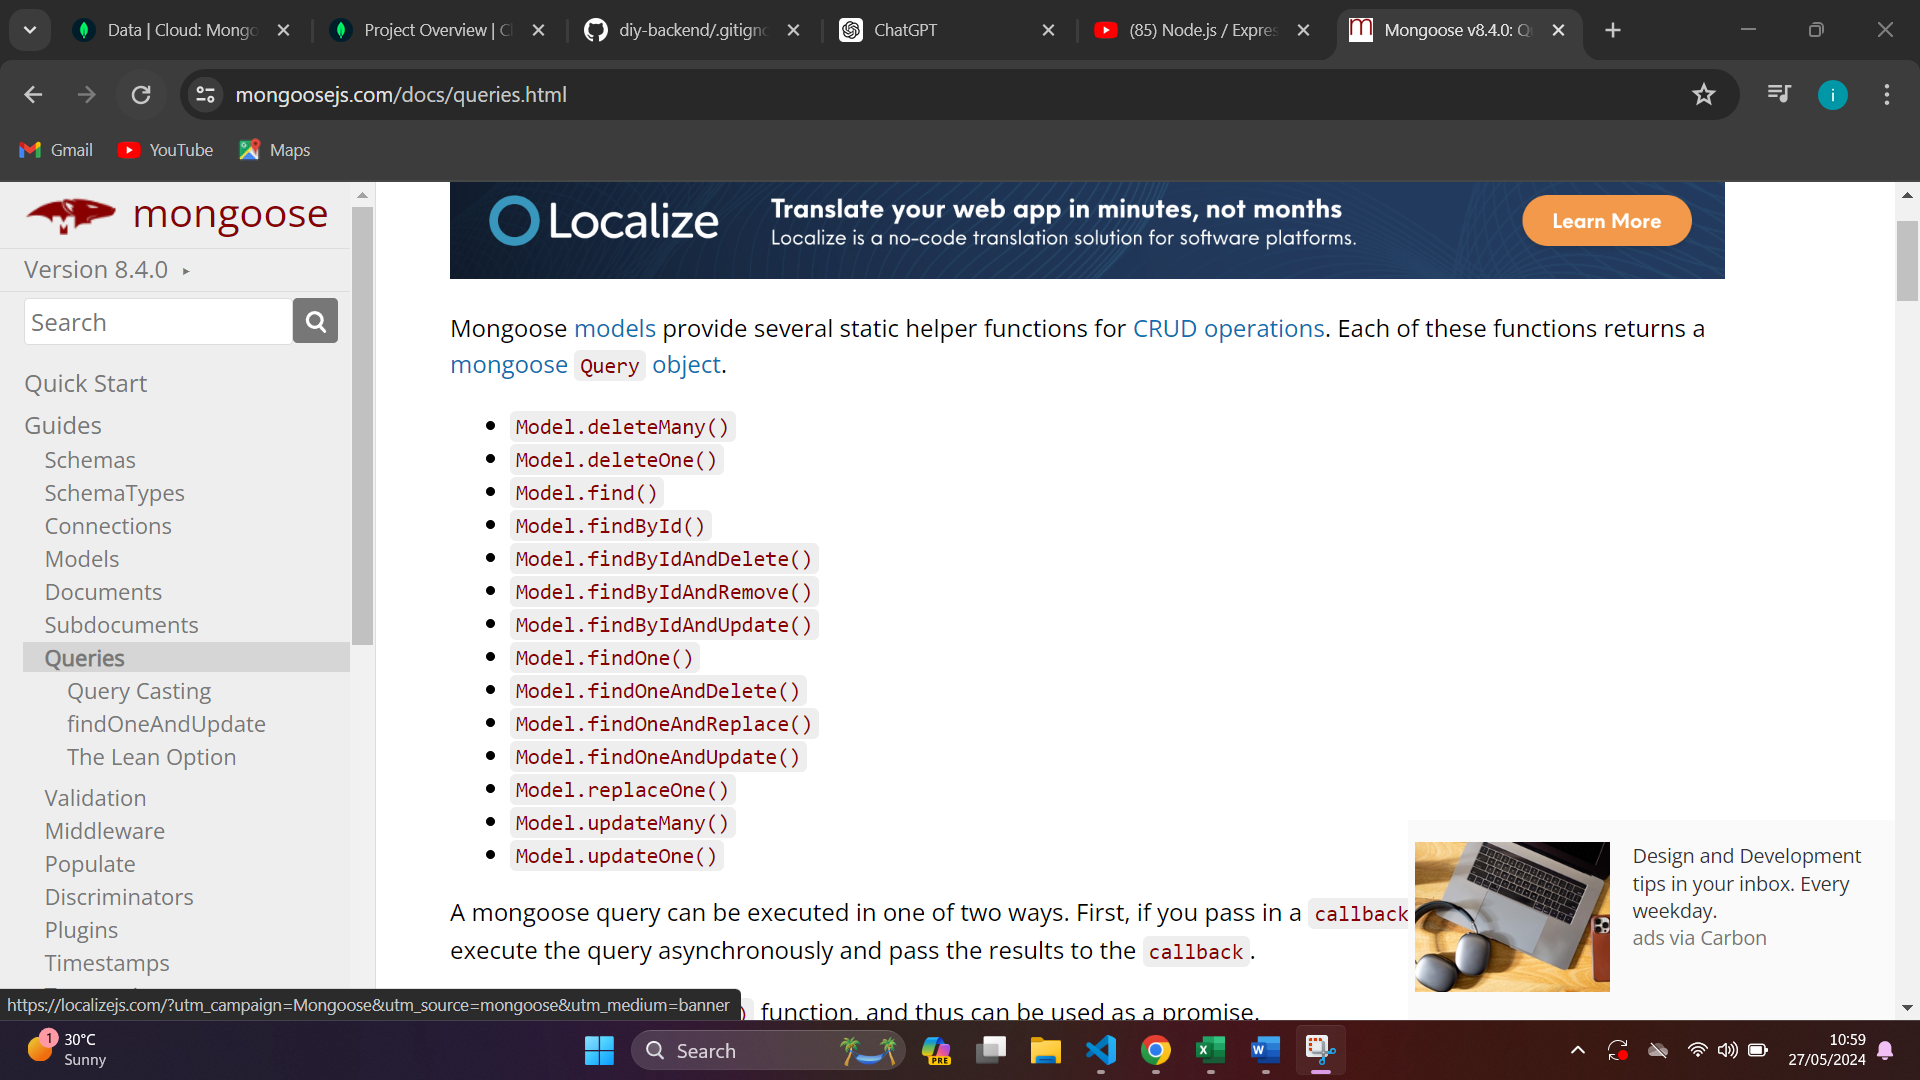 Data | Cloud: Mongo
Project Overview | Cl
diy-backend/.gitigno
ChatGPT
(85) Node.js / Expres
Mongoose v8.4.0: Qu
mongoosejs.com/docs/queries.html
i
Gmail
YouTube
Maps
mongoose
Version 8.4.0
Search
Quick Start
Guides
Schemas
SchemaTypes
Connections
Models
Documents
Subdocuments
Queries
Query Casting
findOneAndUpdate
The Lean Option
Validation
Middleware
Populate
Discriminators
Plugins
Timestamps
Localize
Translate your web app in minutes, not months
Localize is a no-code translation solution for software platforms.
Learn More
Mongoose models provide several static helper functions for CRUD operations. Each of these functions returns a
mongoose Query object.
Model.deleteMany()
Model.deleteOne()
Model.find()
Model.findById()
Model.findByIdAndDelete()
Model.findByIdAndRemove()
Model.findByIdAndUpdate()
Model.findOne()
Model.findOneAndDelete()
Model.findOneAndReplace()
Model.findOneAndUpdate()
Model.replaceOne()
Model.updateMany()
Model.updateOne()
A mongoose query can be executed in one of two ways. First, if you pass in a callback
execute the query asynchronously and pass the results to the callback.
) function, and thus can be used as a promise.
Design and Development
tips in your inbox. Every
weekday.
ads via Carbon
https://localizejs.com/?utm_campaign=Mongoose&utm_source=mongoose&utm_medium=banner
1
30°C
Sunny
Search
PRE
10:59
27/05/2024